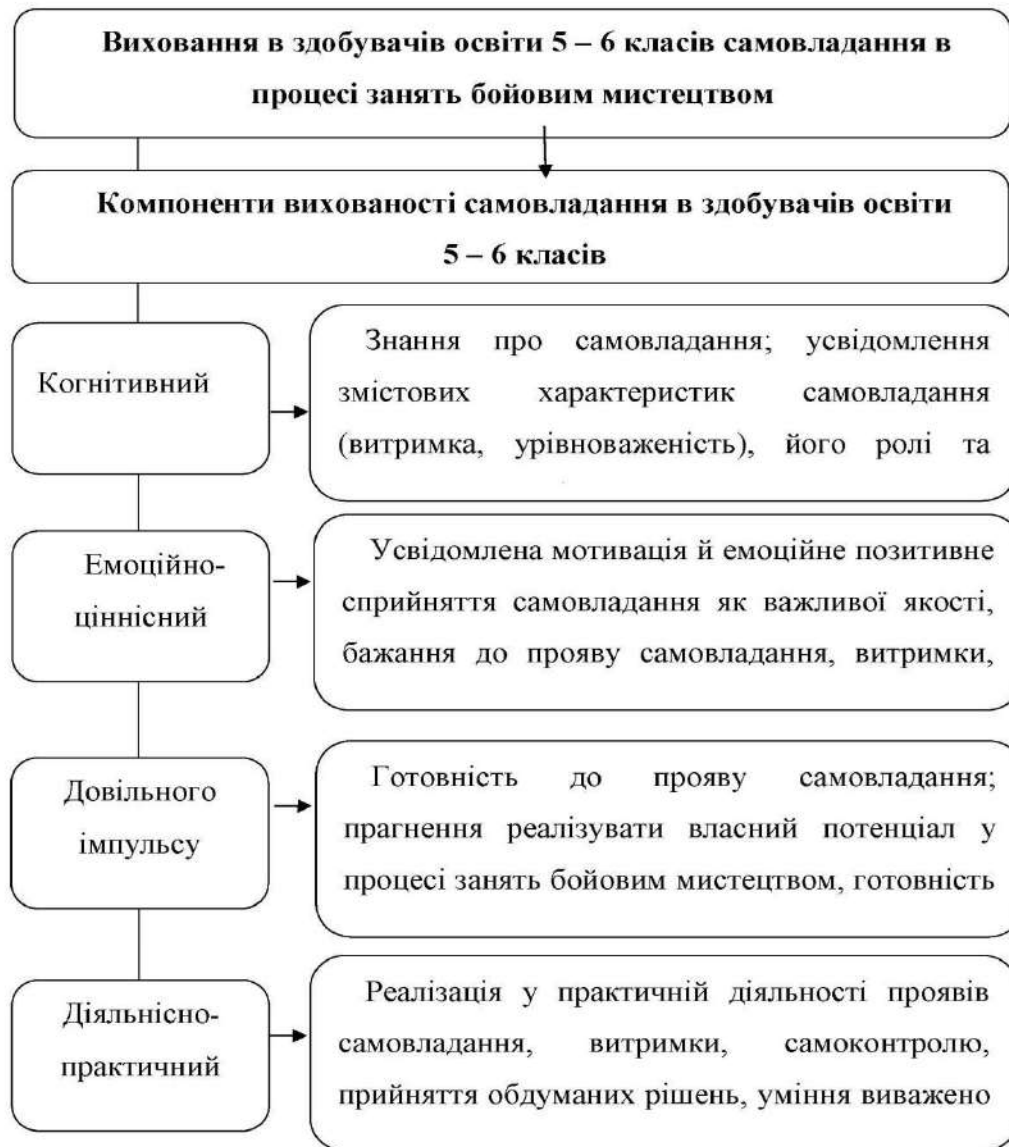 Виховання в здобувачів освіти 5 – 6 класів самовладання в
процесі занять бойовим мистецтвом
Компоненти вихованості самовладання в здобувачів освіти
5 – 6 класів
Когнітивний
Знання про самовладання; усвідомлення
змістових характеристик самовладання
(витримка, урівноваженість), його ролі та
Емоційно-
ціннісний
Усвідомлена мотивація й емоційне позитивне
сприйняття самовладання як важливої якості,
бажання до прояву самовладання, витримки,
Довільного
імпульсу
Готовність до прояву самовладання;
прагнення реалізувати власний потенціал у
процесі занять бойовим мистецтвом, готовність
Діяльнісно-
практичний
Реалізація у практичній діяльності проявів
самовладання, витримки, самоконтролю,
прийняття обдуманих рішень, уміння виважено